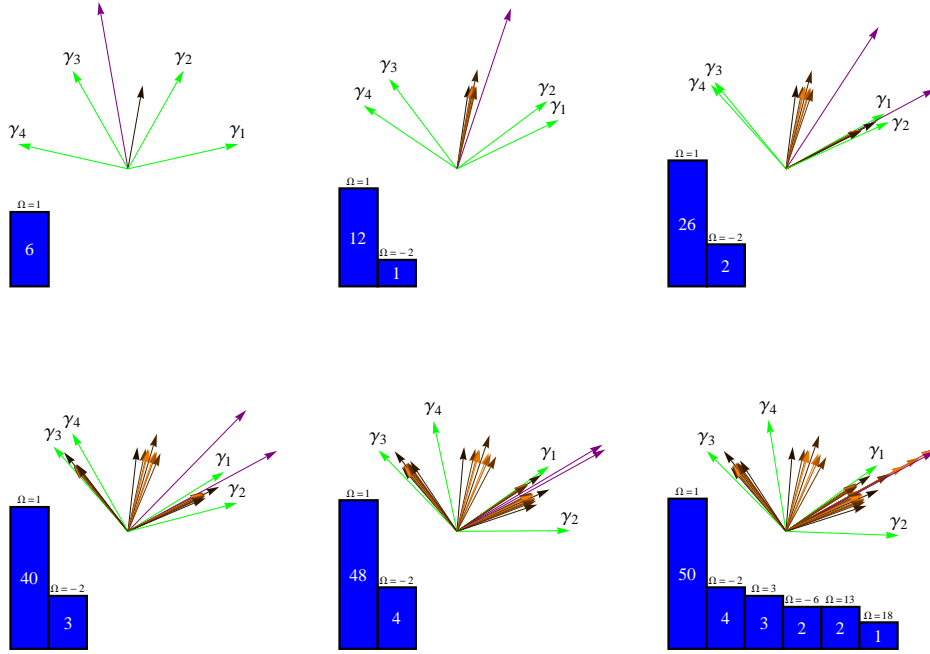 γ3
γ2
γ4
γ1
Ω = 1
6
γ3
γ4
γ2
γ1
Ω = 1
12
Ω = −2
1
γ3
γ4
γ1
γ2
Ω = 1
26
Ω = −2
2
γ3
γ4
γ1
γ2
Ω = 1
40
Ω = −2
3
γ4
γ3
γ1
γ2
Ω = 1
48
Ω = −2
4
γ4
γ3
γ1
γ2
Ω = 1
50
Ω = −2
4
Ω = 3
3
Ω = −6
2
Ω = 13
2
Ω = 18
1